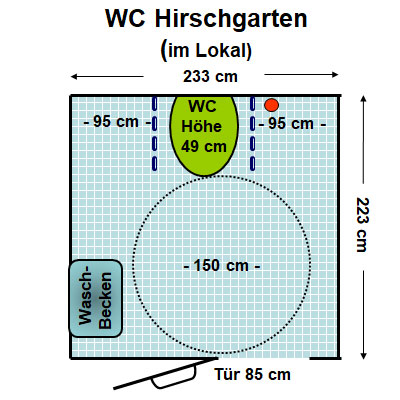 WC Hirschgarten
(im Lokal)
233 cm
- 95 cm -
WC
Höhe
49 cm
- 95 cm -
223 cm
- 150 cm -
Wasch-
Becken
Tür 85 cm